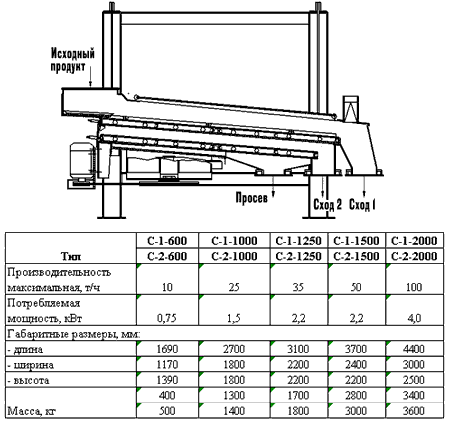 Исходный
продукт
Просев
Сход 2
Сход 1
Тип
С-1-600 С-1-1000 С-1-1250 С-1-1500 С-1-2000
С-2-600 С-2-1000 С-2-1250 С-2-1500 С-2-2000
Производительность
максимальная, т/ч 10 25 35 50 100
Потребляемая
мощность, кВт 0,75 1,5 2,2 2,2 4,0
Габаритные размеры, мм:
- длина 1690 2700 3100 3700 4400
- ширина 1170 1800 2200 2400 3000
- высота 1390 1800 2200 2200 2500
400 1300 1700 2800 3400
Масса, кг 500 1400 1800 3000 3600